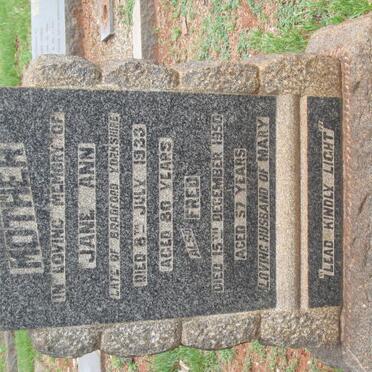 MOTHER
IN LOVING MEMORY OF
JANE ANN
LATE OF BRADFORD YORKSHIRE
DIED 8TH JULY 1933
AGED 80 YEARS
ALSO FRED
DIED 15TH DECEMBER 1950
AGED 57 YEARS
LOVING HUSBAND OF MARY
"LEAD KINDLY LIGHT"